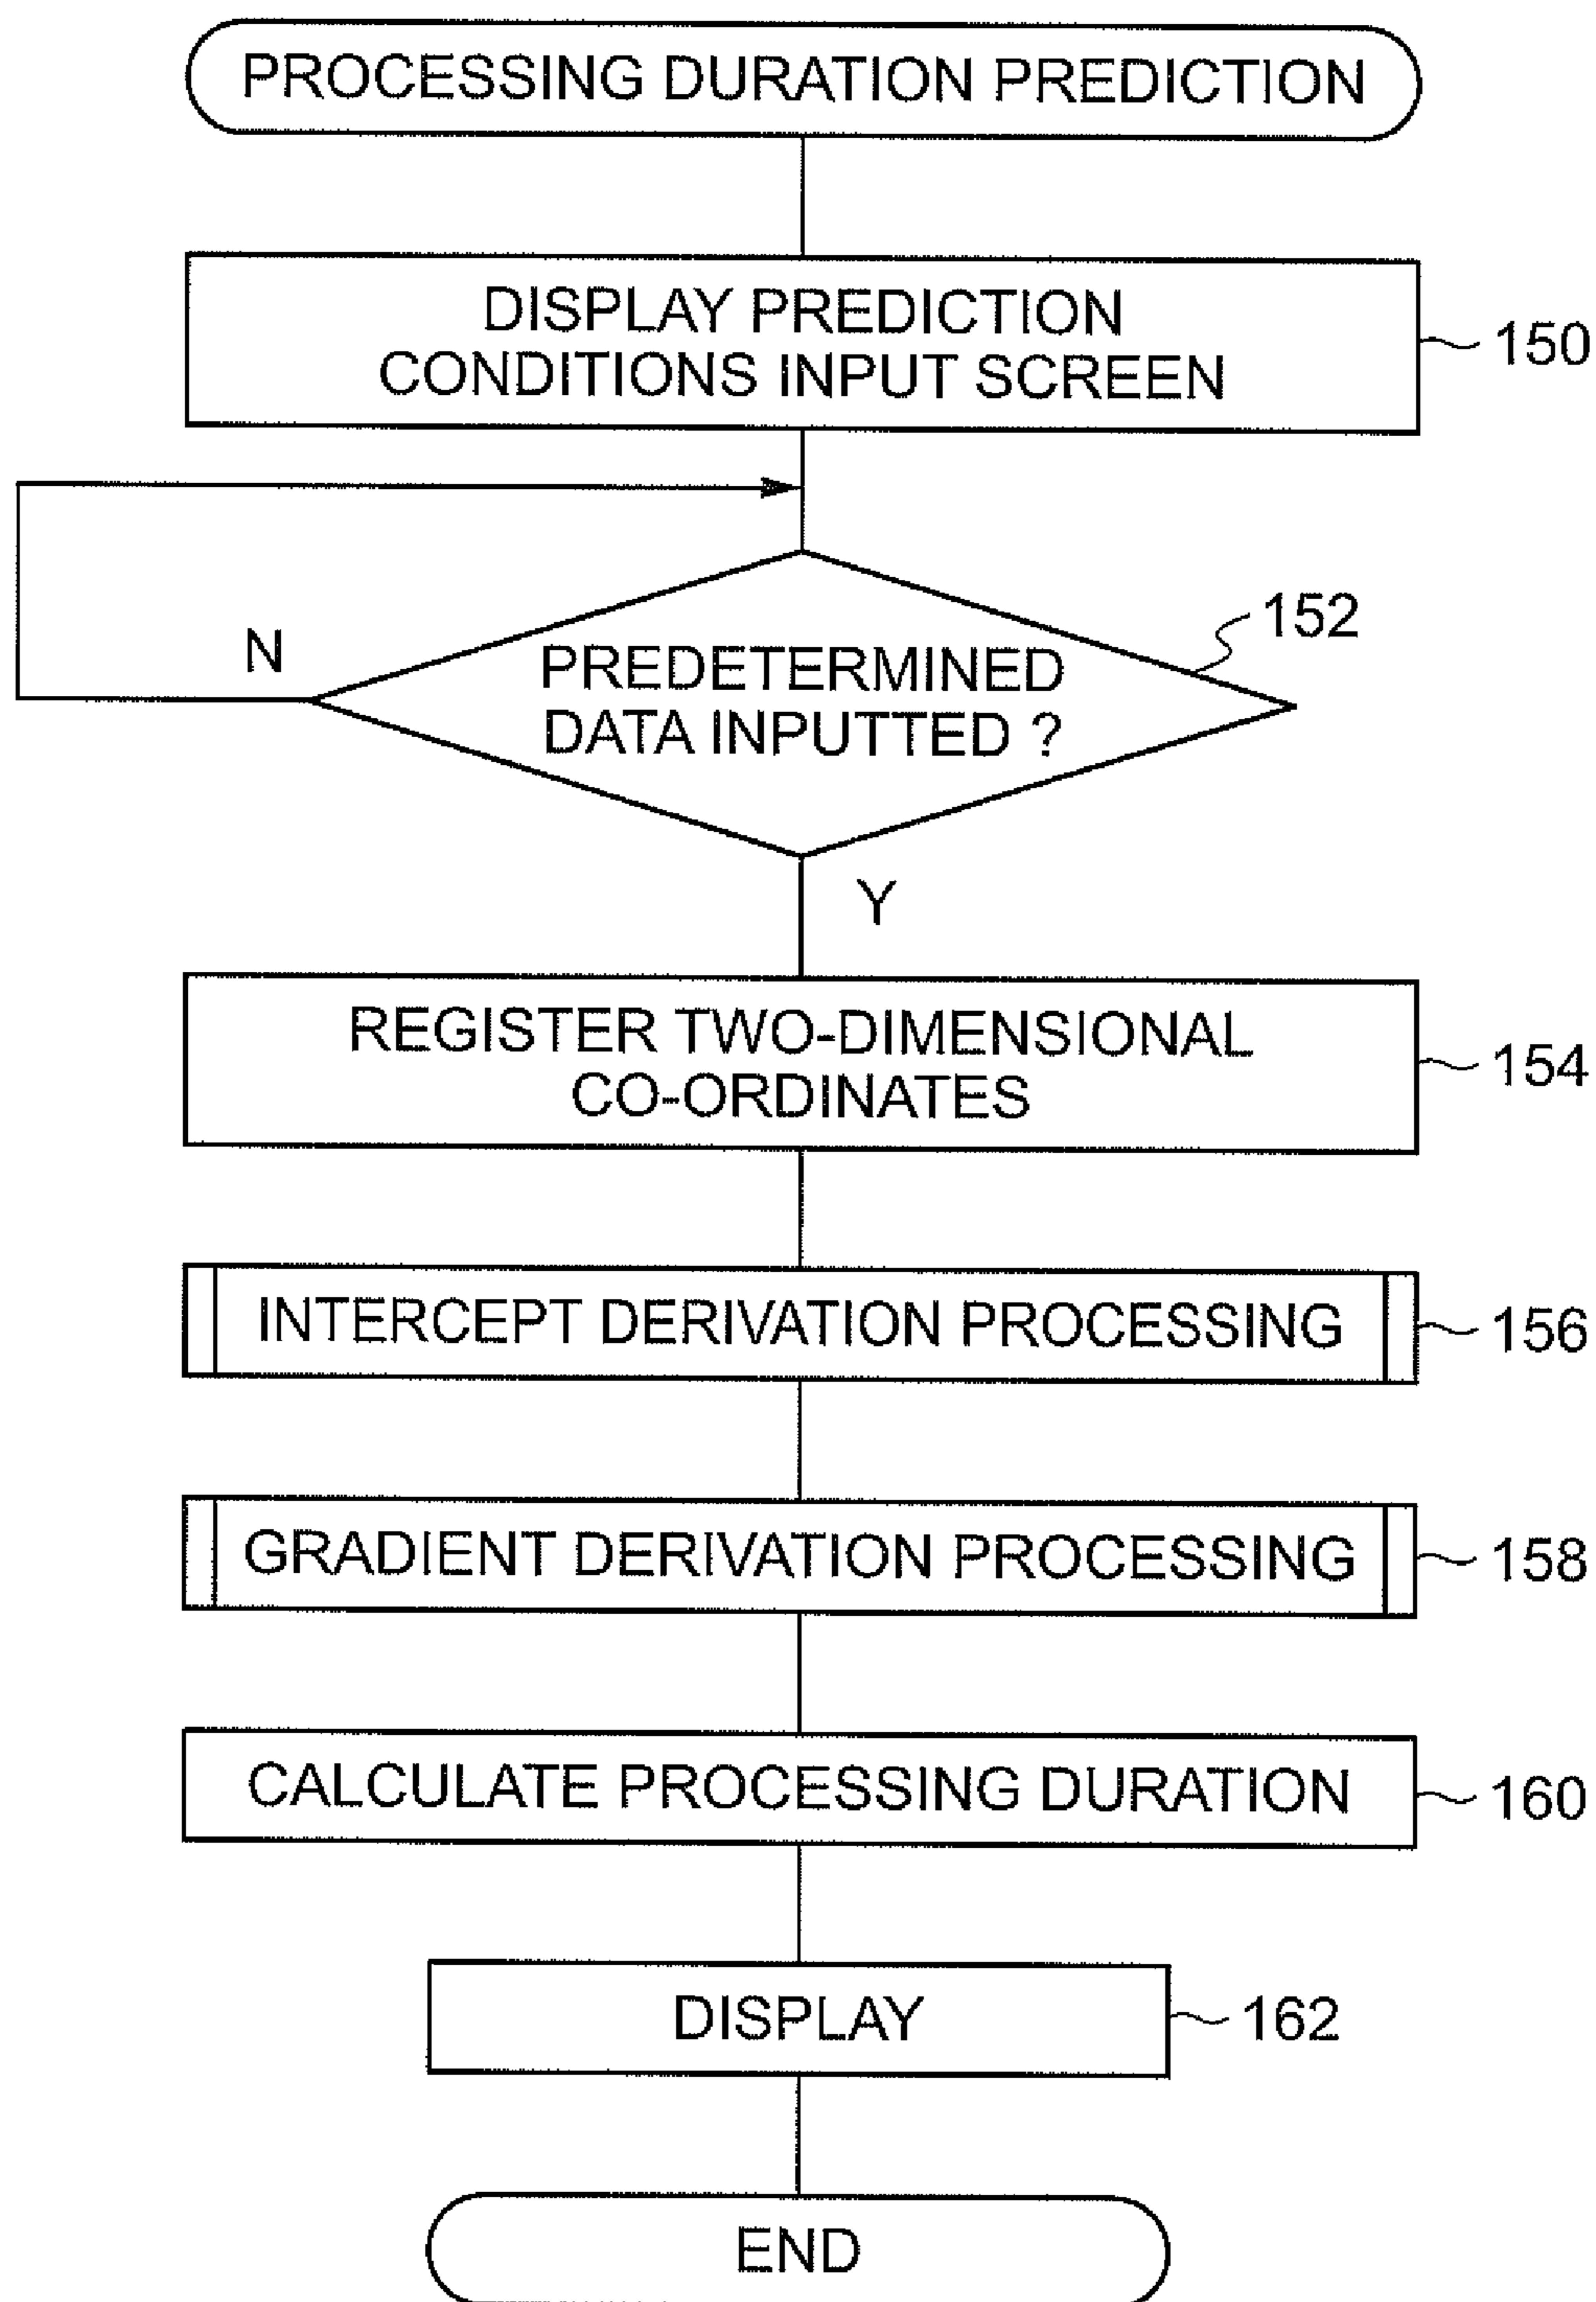 PROCESSING DURATION PREDICTION
DISPLAY PREDICTION
CONDITIONS INPUT SCREEN
150
152
N
PREDETERMINED
DATA INPUTTED ?
Y
REGISTER TWO-DIMENSIONAL
CO-ORDINATES
154
INTERCEPT DERIVATION PROCESSING
156
GRADIENT DERIVATION PROCESSING
158
CALCULATE PROCESSING DURATION
160
DISPLAY
162
END